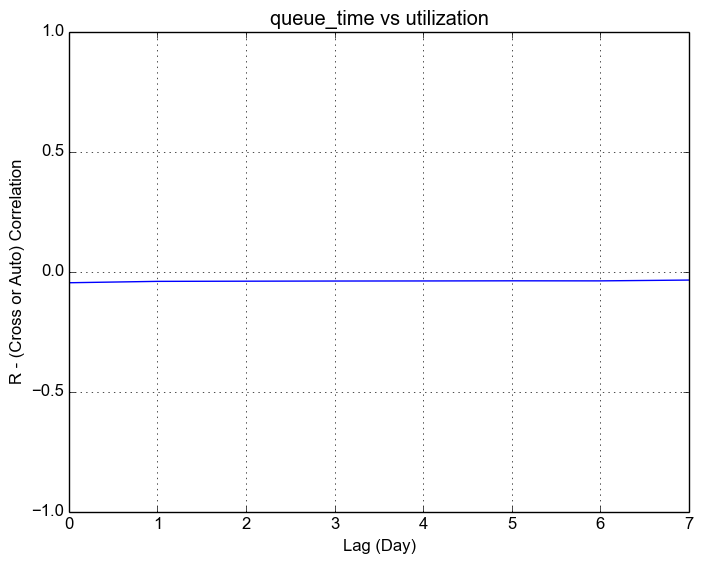 queue_time vs utilization
1.0
0.5
0.0
−0.5
−1.0
R - (Cross or Auto) Correlation
0 1 2 3 4 5 6 7
Lag (Day)